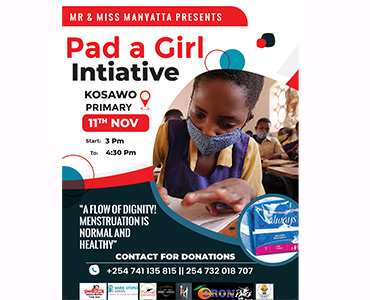 MR & MISS MANYATTA PRESENTS
Pad a Girl
Intiative
KOSAWO
PRIMARY
11TH NOV
Start: 3 Pm
To: 4:30 Pm
"A FLOW OF DIGNITY!
MENSTRUATION IS
NORMAL AND
HEALTHY"
always
CONTACT FOR DONATIONS
+254 741 135 815 || 254 732 018 707